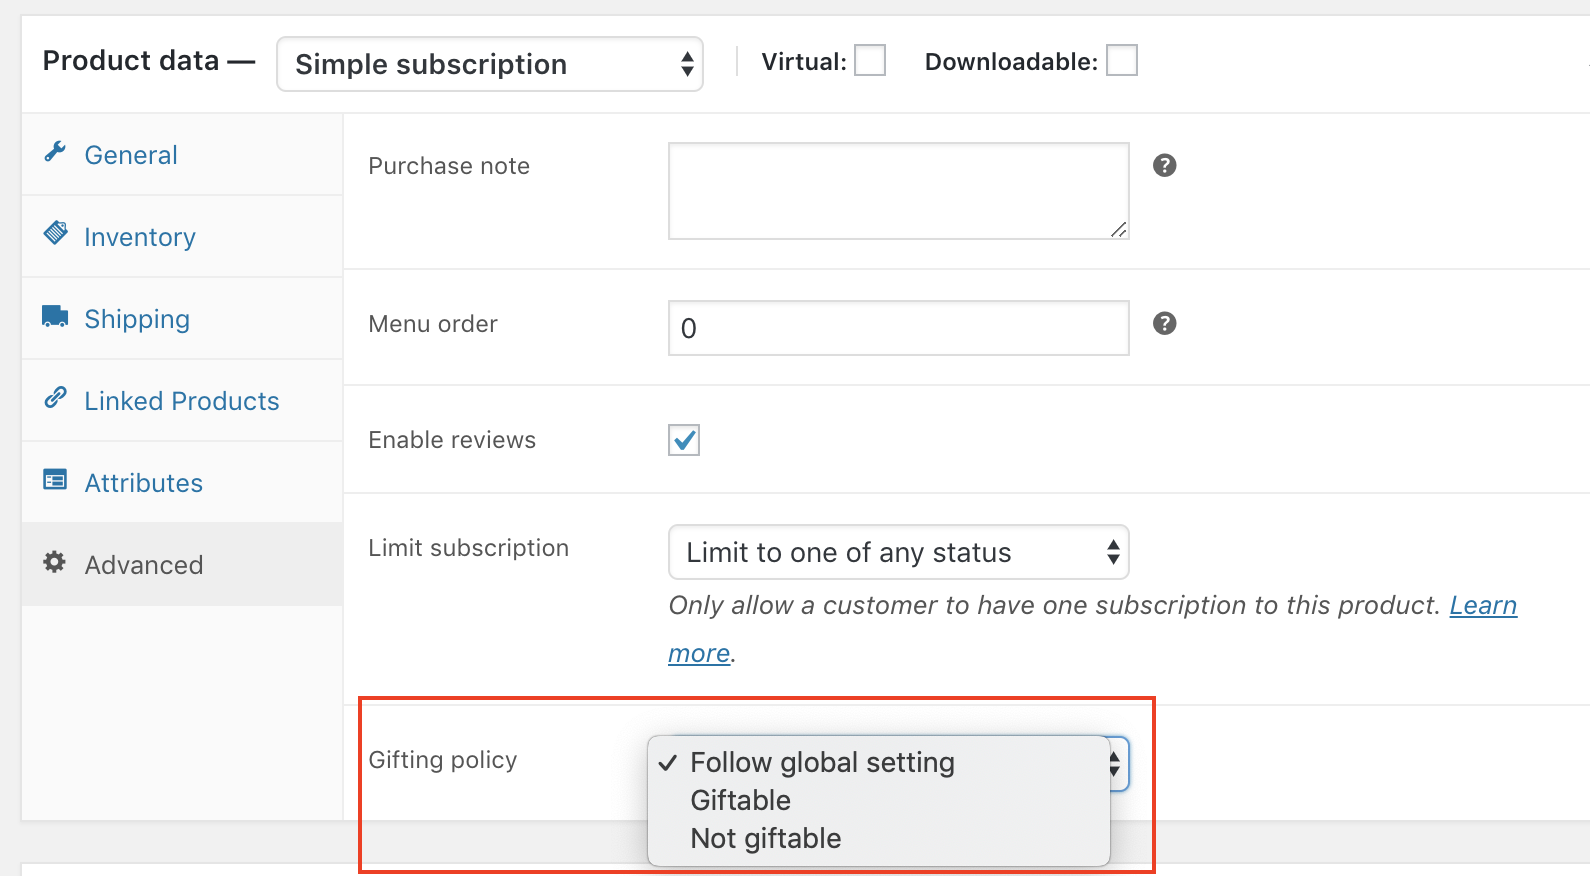 Product data — Simple subscription Virtual: Downloadable:
General
Inventory
Shipping
Linked Products
Attributes
Advanced
Purchase note
Menu order 0
Enable reviews
Limit subscription Limit to one of any status
Only allow a customer to have one subscription to this product. Learn
more.
Gifting policy
✓ Follow global setting
Giftable
Not giftable